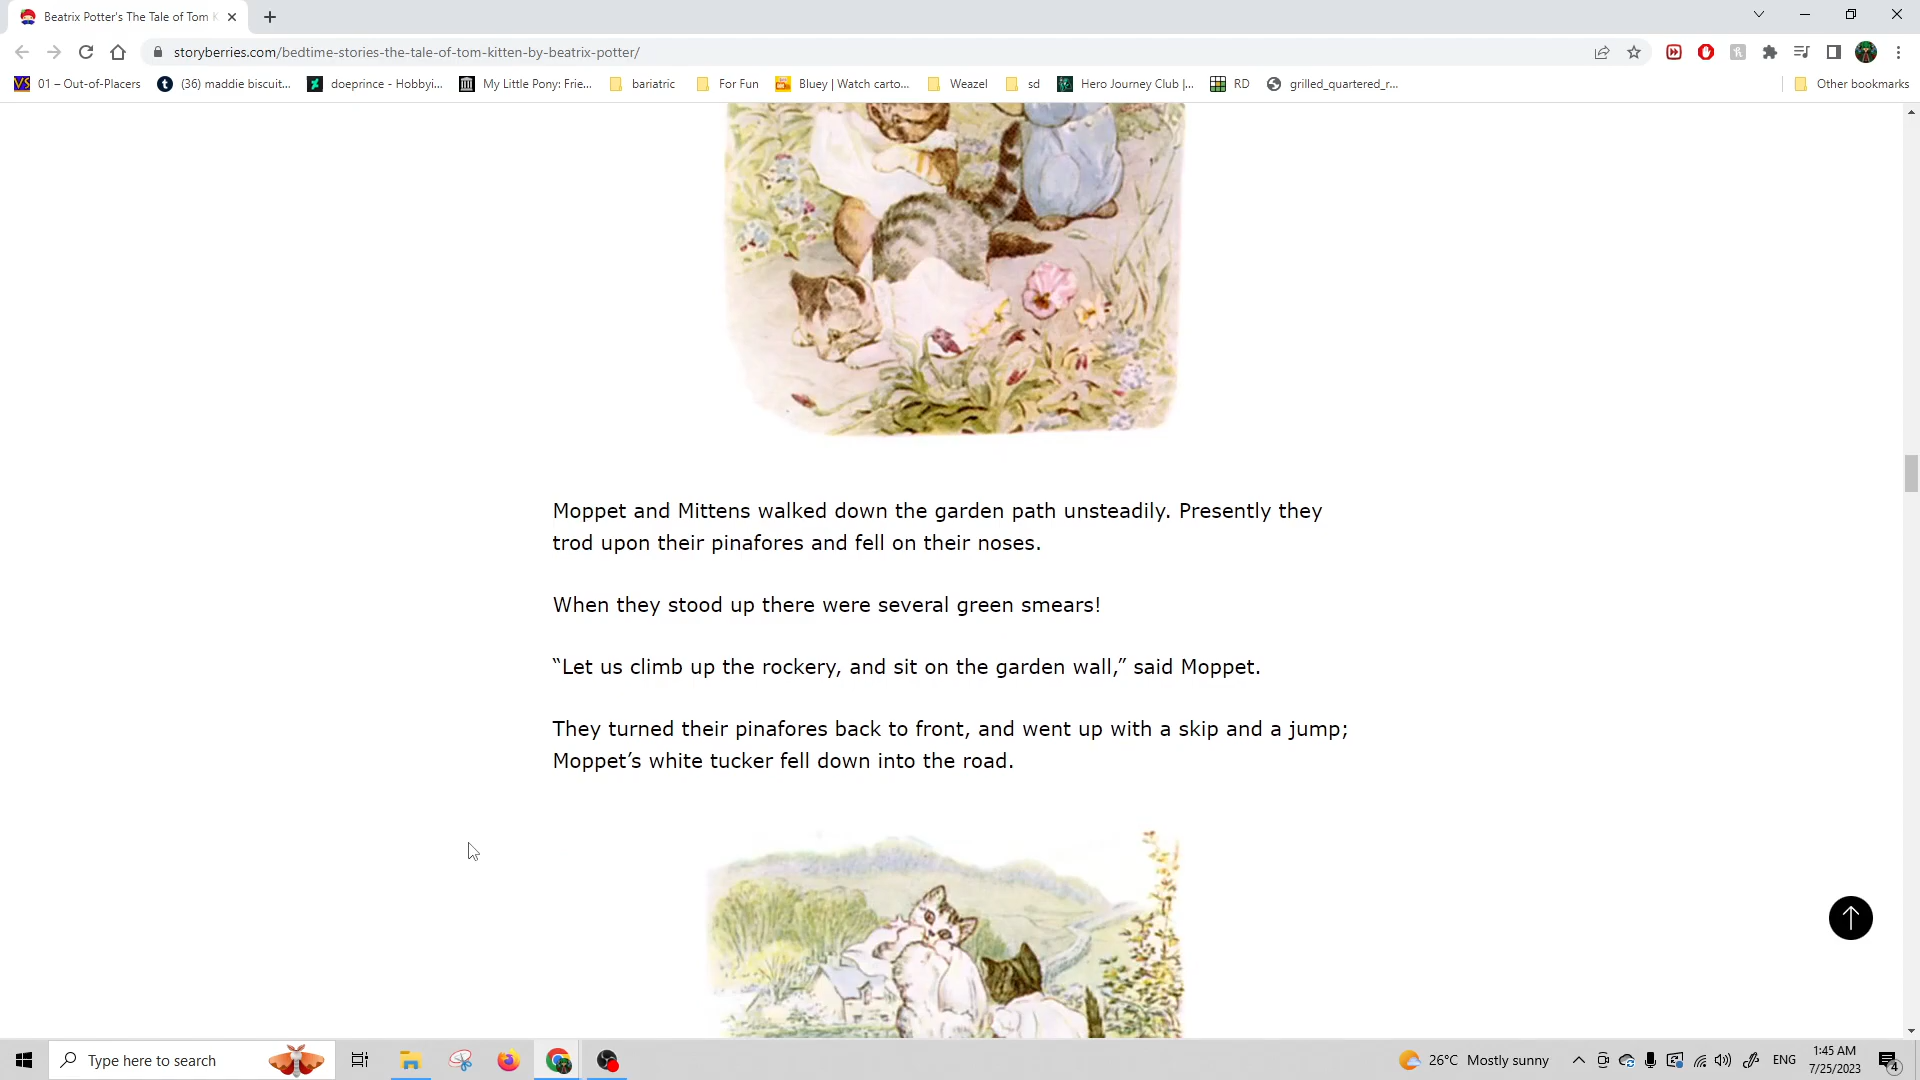 Beatrix Potter's The Tale of Tom K
storyberries.com/bedtime-stories-the-tale-of-tom-kitten-by-beatrix-potter/
01 – Out-of-Placers
(36) maddie biscuit...
doeprince - Hobbyi...
My Little Pony: Frie...
bariatric
For Fun
Bluey | Watch carto...
Weazel
sd
Hero Journey Club |...
RD
grilled_quartered_r...
Other bookmarks
Moppet and Mittens walked down the garden path unsteadily. Presently they
trod upon their pinafores and fell on their noses.
When they stood up there were several green smears!
“Let us climb up the rockery, and sit on the garden wall,” said Moppet.
They turned their pinafores back to front, and went up with a skip and a jump;
Moppet’s white tucker fell down into the road.
Type here to search
26°C Mostly sunny
ENG
1:45 AM
7/25/2023
4